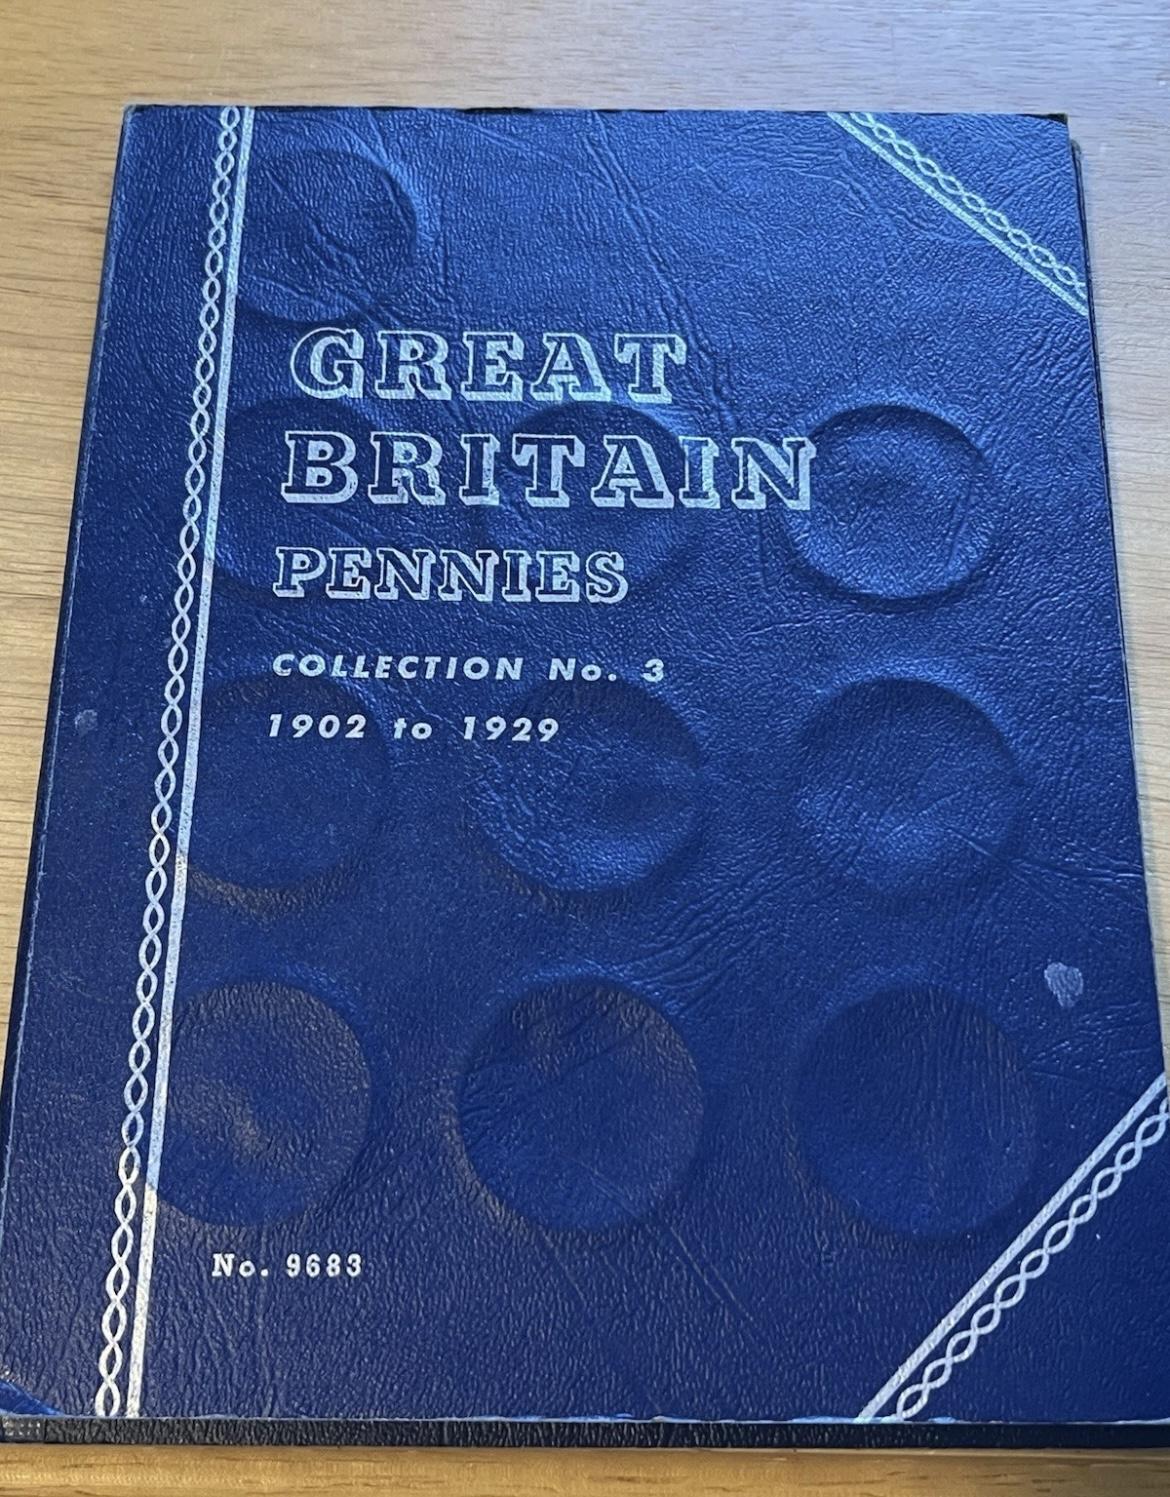 GREAT
BRITAIN
PENNIES
COLLECTION No. 3
1902 to 1929
No. 9683